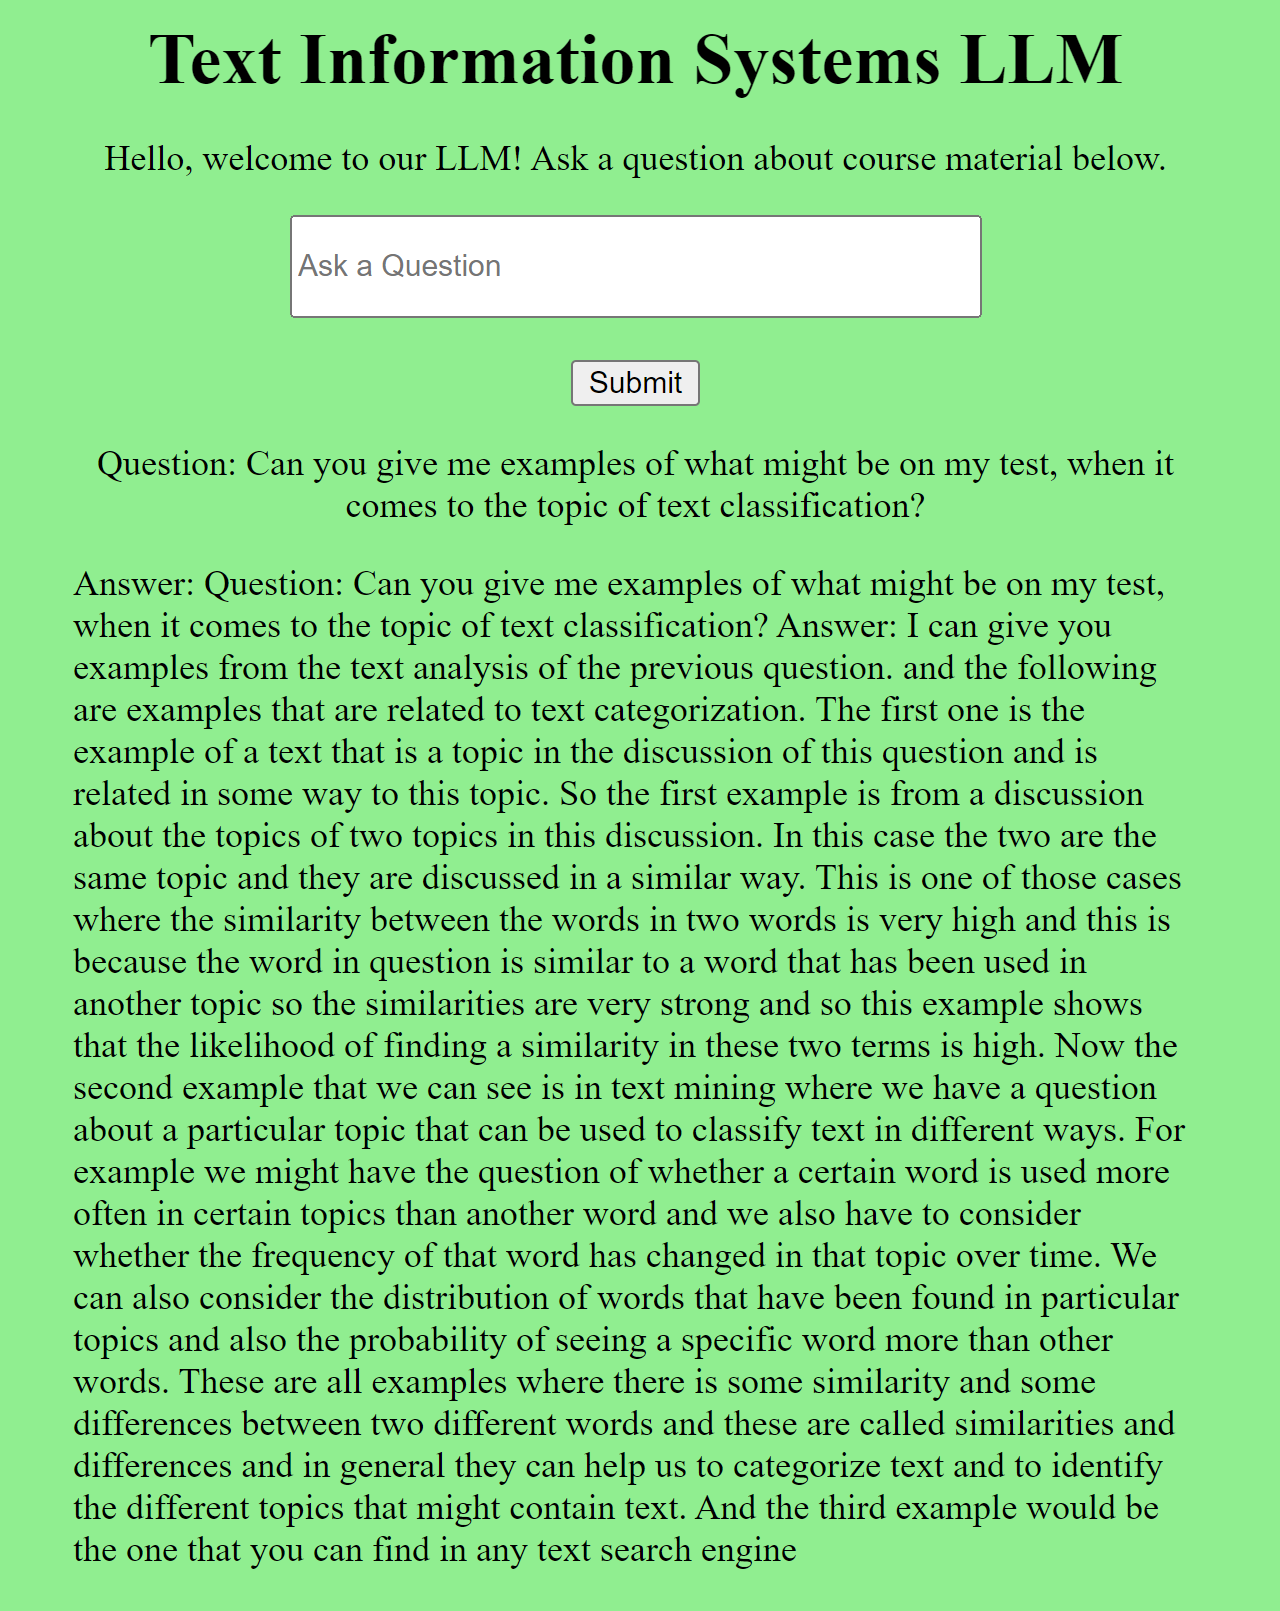 Text Information Systems LLM
Hello, welcome to our LLM! Ask a question about course material below.
Ask a Question
Submit
Question: Can you give me examples of what might be on my test, when it
comes to the topic of text classification?
Answer: Question: Can you give me examples of what might be on my test,
when it comes to the topic of text classification? Answer: I can give you
examples from the text analysis of the previous question. and the following
are examples that are related to text categorization. The first one is the
example of a text that is a topic in the discussion of this question and is
related in some way to this topic. So the first example is from a discussion
about the topics of two topics in this discussion. In this case the two are the
same topic and they are discussed in a similar way. This is one of those cases
where the similarity between the words in two words is very high and this is
because the word in question is similar to a word that has been used in
another topic so the similarities are very strong and so this example shows
that the likelihood of finding a similarity in these two terms is high. Now the
second example that we can see is in text mining where we have a question
about a particular topic that can be used to classify text in different ways. For
example we might have the question of whether a certain word is used more
often in certain topics than another word and we also have to consider
whether the frequency of that word has changed in that topic over time. We
can also consider the distribution of words that have been found in particular
topics and also the probability of seeing a specific word more than other
words. These are all examples where there is some similarity and some
differences between two different words and these are called similarities and
differences and in general they can help us to categorize text and to identify
the different topics that might contain text. And the third example would be
the one that you can find in any text search engine